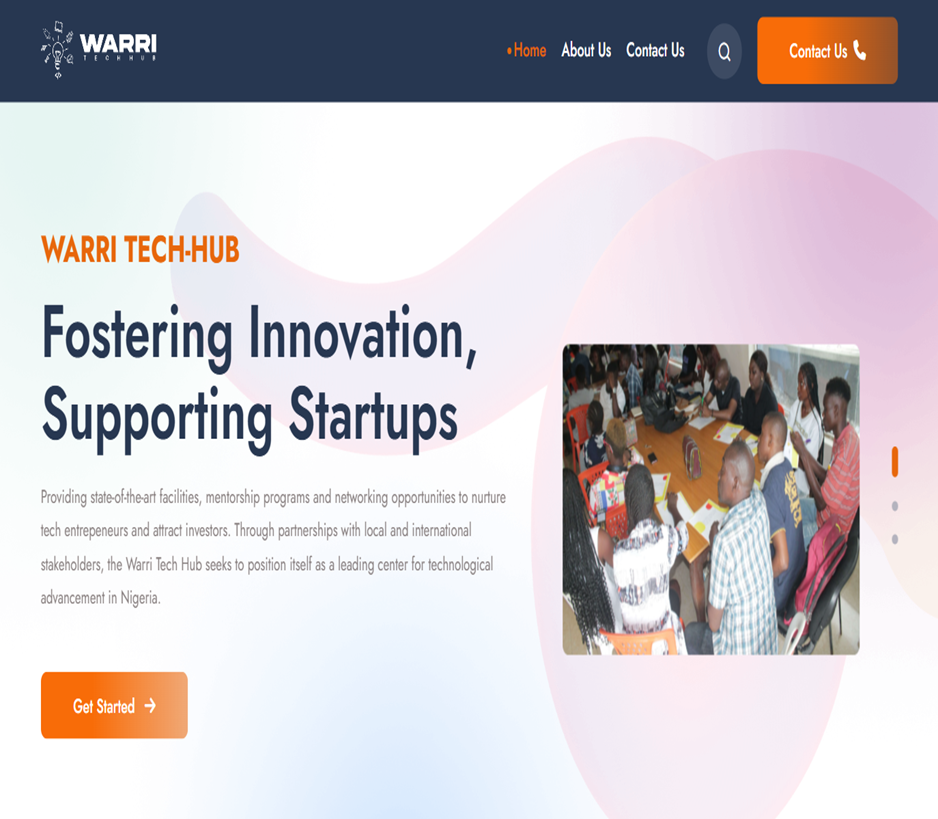 WARRI
TECHHUB
Home
About Us
Contact Us
Contact Us
WARRI TECH-HUB
Fostering Innovation,
Supporting Startups
Providing state-of-the-art facilities, mentorship programs and networking opportunities to nurture
tech entrepeneurs and attract investors. Through partnerships with local and international
stakeholders, the Warri Tech Hub seeks to position itself as a leading center for technological
advancement in Nigeria.
Get Started